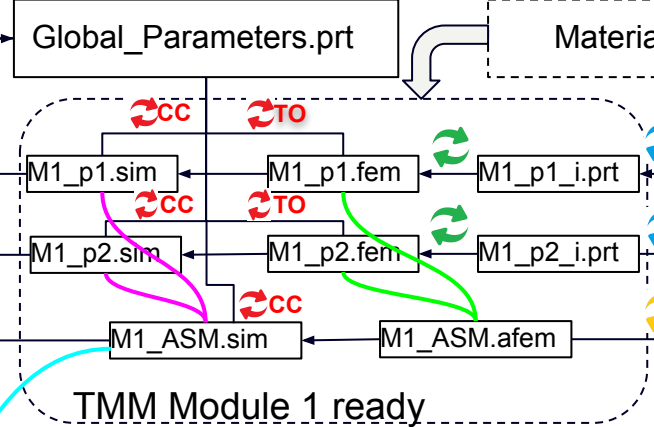 Global_Parameters.prt
Materia
CC
TO
M1_p1.sim
M1_p1.fem
M1_p1_i.prt
CC
TO
M1_p2.sim
M1_p2.fem
M1_p2_i.prt
CC
M1_ASM.sim
M1_ASM.afem
TMM Module 1 ready